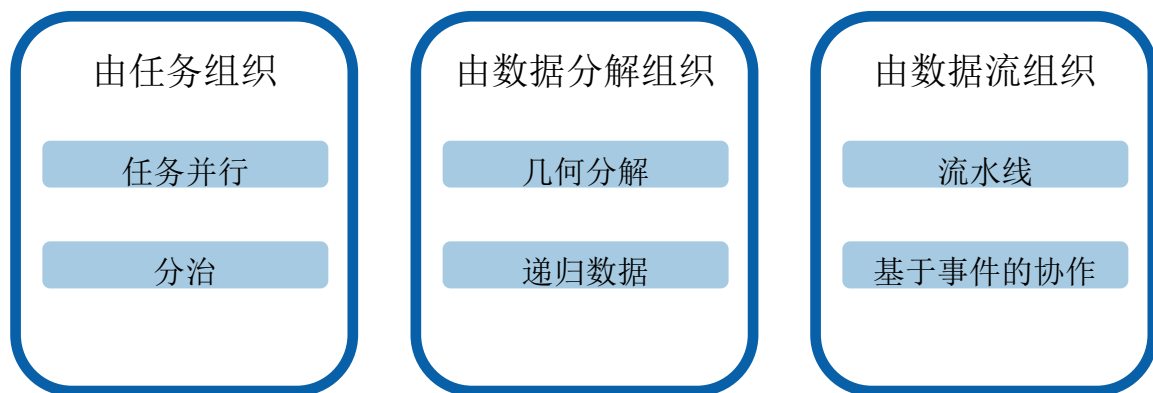 由任务组织
任务并行
分治
由数据分解组织
几何分解
递归数据
由数据流组织
流水线
基于事件的协作